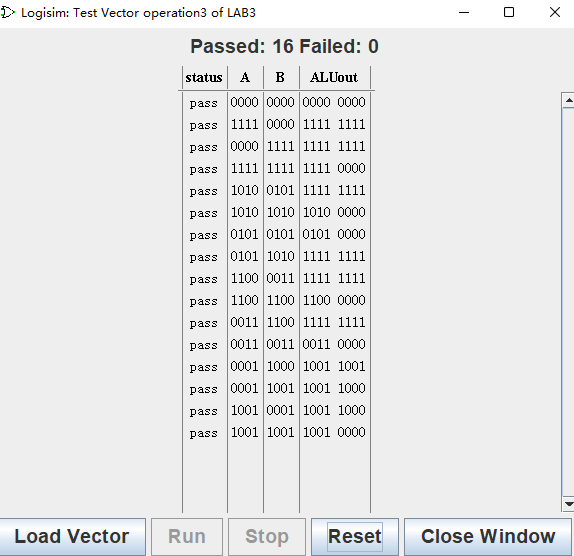 Logisim: Test Vector operation3 of LAB3
Passed: 16 Failed: 0
status A B ALUout
pass 0000 0000 0000 0000
pass 1111 0000 1111 1111
pass 0000 1111 1111 1111
pass 1111 1111 1111 0000
pass 1010 0101 1111 1111
pass 1010 1010 1010 0000
pass 0101 0101 0101 0000
pass 0101 1010 1111 1111
pass 1100 0011 1111 1111
pass 1100 1100 1100 0000
pass 0011 1100 1111 1111
pass 0011 0011 0011 0000
pass 0001 1000 1001 1001
pass 0001 1001 1001 1000
pass 1001 0001 1001 1000
pass 1001 1001 1001 0000
Load Vector Run Stop Reset Close Window